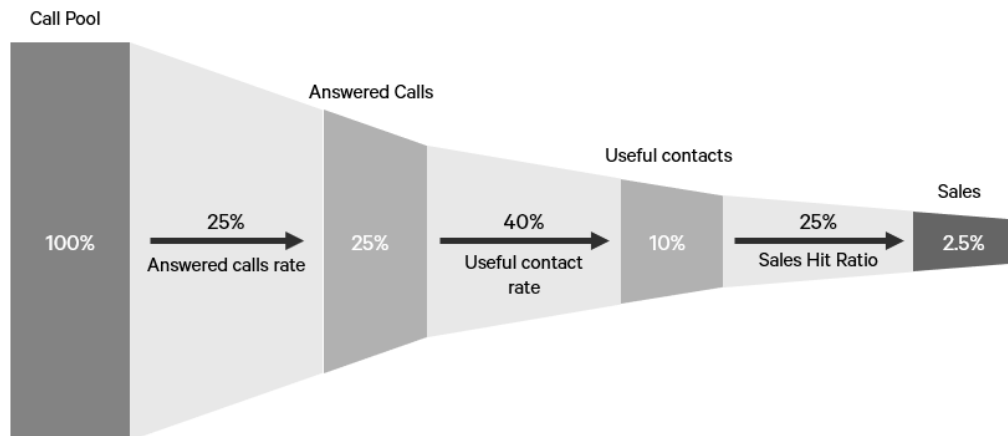 Call Pool
Answered Calls
Useful contacts
Sales
100%
25%
Answered calls rate
25%
40%
Useful contact
rate
10%
25%
Sales Hit Ratio
2.5%